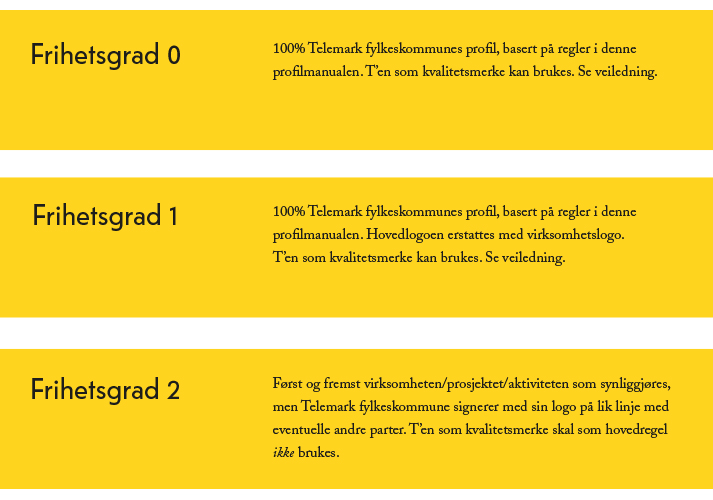 Frihetsgrad 0
100% Telemark fylkeskommunes profil, basert på regler i denne
profilmanualen. T’en som kvalitetsmerke kan brukes. Se veiledning.
Frihetsgrad 1
100% Telemark fylkeskommunes profil, basert på regler i denne
profilmanualen. Hovedlogoen erstattes med virksomhetslogo.
T’en som kvalitetsmerke kan brukes. Se veiledning.
Frihetsgrad 2
Først og fremst virksomheten/prosjektet/aktiviteten som synliggjøres,
men Telemark fylkeskommune signerer med sin logo på lik linje med
eventuelle andre parter. T’en som kvalitetsmerke skal som hovedregel
ikke brukes.